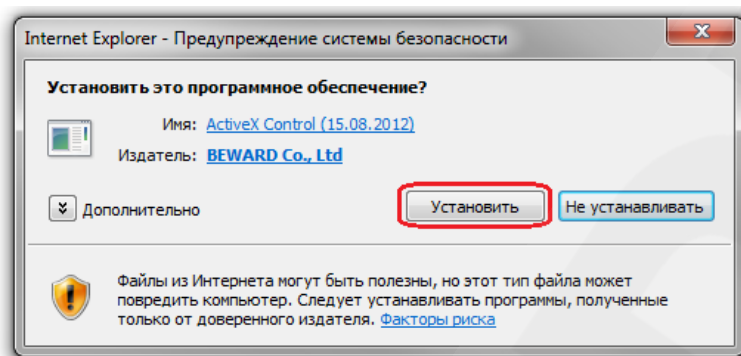 Internet Explorer - Предупреждение системы безопасности
Установить это программное обеспечение?
Имя: ActiveX Control (15.08.2012)
Издатель: BEWARD Co., Ltd
Дополнительно
Установить
Не устанавливать
Файлы из Интернета могут быть полезны, но этот тип файла может
повредить компьютер. Следует устанавливать программы, полученные
только от доверенного издателя. Факторы риска